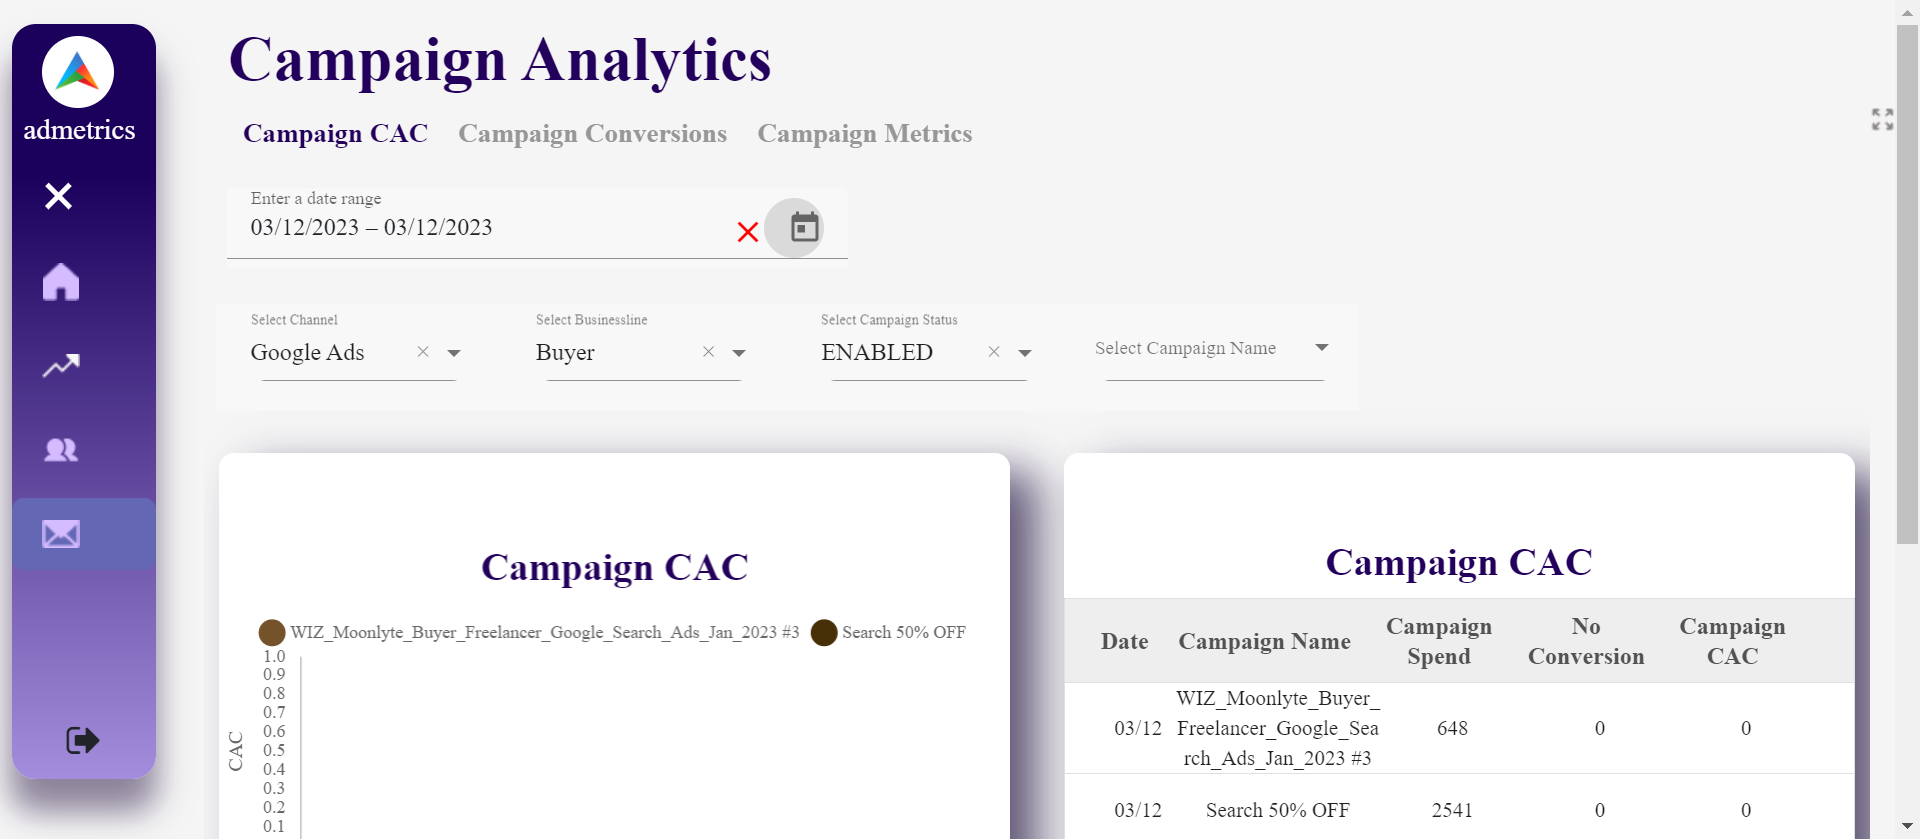 admetrics
Campaign Analytics
Campaign CAC Campaign Conversions Campaign Metrics
Enter a date range
03/12/2023 – 03/12/2023
Select Channel
Google Ads
Select Businessline
Buyer
Select Campaign Status
ENABLED
Select Campaign Name
Campaign CAC
WIZ_Moonlyte_Buyer_Freelancer_Google_Search_Ads_Jan_2023 #3 Search 50% OFF
1.0
0.9
0.8
0.7
0.6
0.5
0.4
0.3
0.2
0.1
CAC
Campaign CAC
Date Campaign Name Campaign Spend No Conversion Campaign CAC
03/12 WIZ_Moonlyte_Buyer_
Freelancer_Google_Sea
rch_Ads_Jan_2023 #3 648 0 0
03/12 Search 50% OFF 2541 0 0